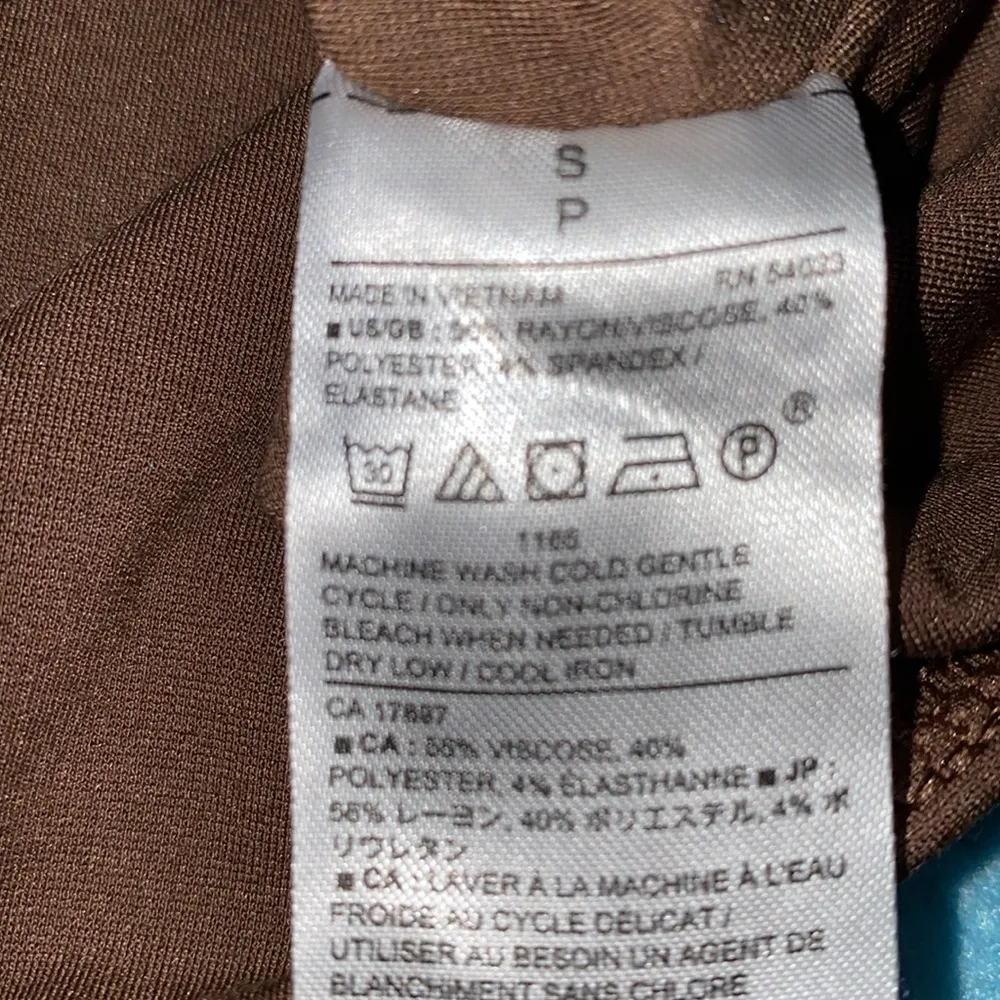 S
P
RN 54023
MADE IN VIETNAM
■ US/GB : 56% RAYON/VISCOSE, 40%
POLYESTER, 4% SPANDEX /
ELASTANE
30 P ®
1165
MACHINE WASH COLD GENTLE
CYCLE / ONLY NON-CHLORINE
BLEACH WHEN NEEDED / TUMBLE
DRY LOW / COOL IRON
CA 17897
■ CA : 56% VISCOSE, 40%
POLYESTER, 4% ÉLASTHANNE ■ JP :
56% レーヨン, 40% ポリエステル, 4% ポ
リウレタン
■ CA : LAVER À LA MACHINE À L'EAU
FROIDE AU CYCLE DÉLICAT /
UTILISER AU BESOIN UN AGENT DE
BLANCHIMENT SANS CHLORE